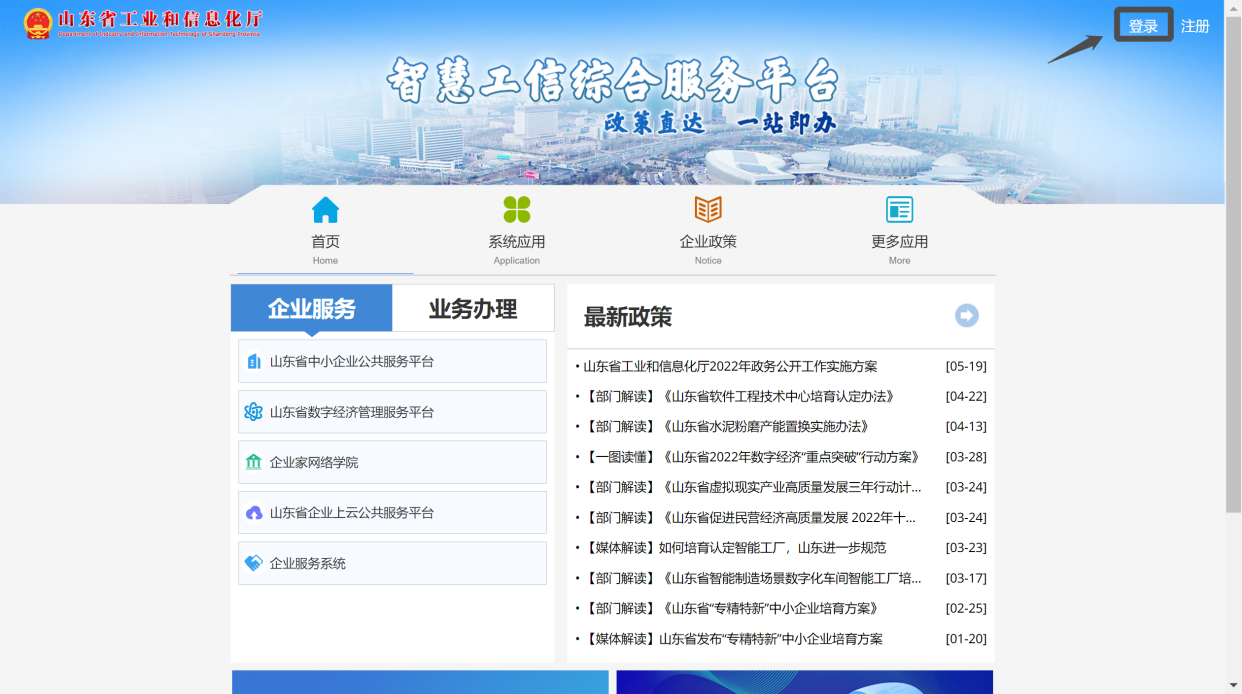 山东省工业和信息化厅
Department of Industry and Information Technology of Shandong Province
登录 注册
智慧工信综合服务平台
政策直达 一站即办
首页 系统应用 企业政策 更多应用
Home Application Notice More
企业服务 业务办理
山东省中小企业公共服务平台
山东省数字经济管理服务平台
企业家网络学院
山东省企业上云公共服务平台
企业服务系统
最新政策
• 山东省工业和信息化厅2022年政务公开工作实施方案 [05-19]
• 【部门解读】《山东省软件工程技术中心培育认定办法》 [04-22]
• 【部门解读】《山东省水泥粉磨产能置换实施办法》 [04-13]
• 【一图读懂】《山东省2022年数字经济“重点突破”行动方案》 [03-28]
• 【部门解读】《山东省虚拟现实产业高质量发展三年行动计... [03-24]
• 【部门解读】《山东省促进民营经济高质量发展 2022年十... [03-24]
• 【媒体解读】如何培育认定智能工厂，山东进一步规范 [03-23]
• 【部门解读】《山东省智能制造场景数字化车间智能工厂培... [03-17]
• 【部门解读】《山东省“专精特新”中小企业培育方案》 [02-25]
• 【媒体解读】山东省发布“专精特新”中小企业培育方案 [01-20]